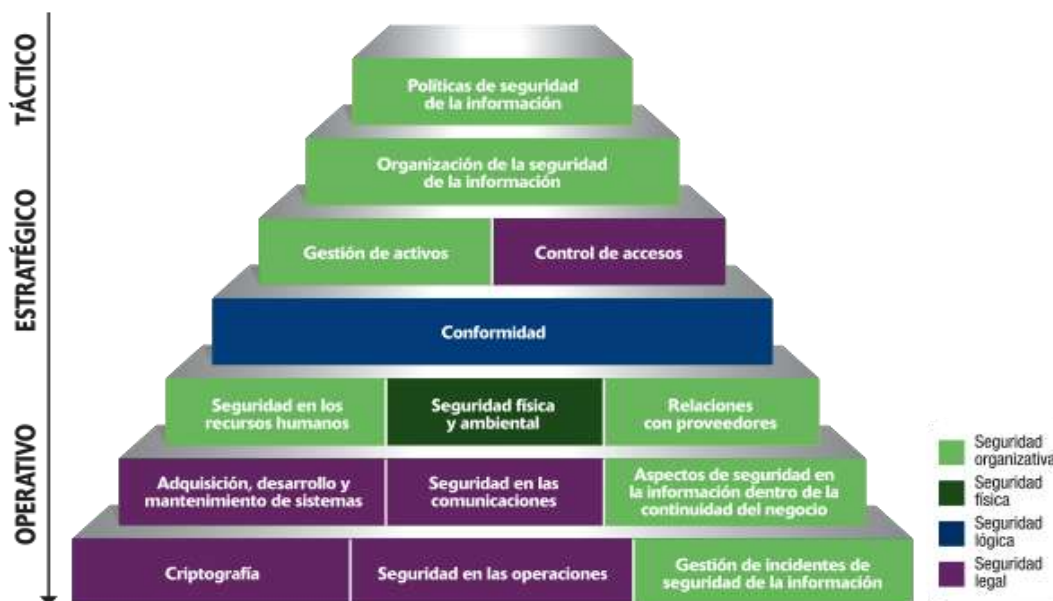 TÁCTICO
Políticas de seguridad
de la información
Organización de la seguridad
de la información
ESTRATÉGICO
Gestión de activos
Control de accesos
Conformidad
OPERATIVO
Seguridad en los
recursos humanos
Seguridad física
y ambiental
Relaciones
con proveedores
Adquisición, desarrollo y
mantenimiento de sistemas
Seguridad en las
comunicaciones
Aspectos de seguridad en
la información dentro de la
continuidad del negocio
Criptografía
Seguridad en las operaciones
Gestión de incidentes de
seguridad de la información
Seguridad
organizativa
Seguridad
física
Seguridad
lógica
Seguridad
legal